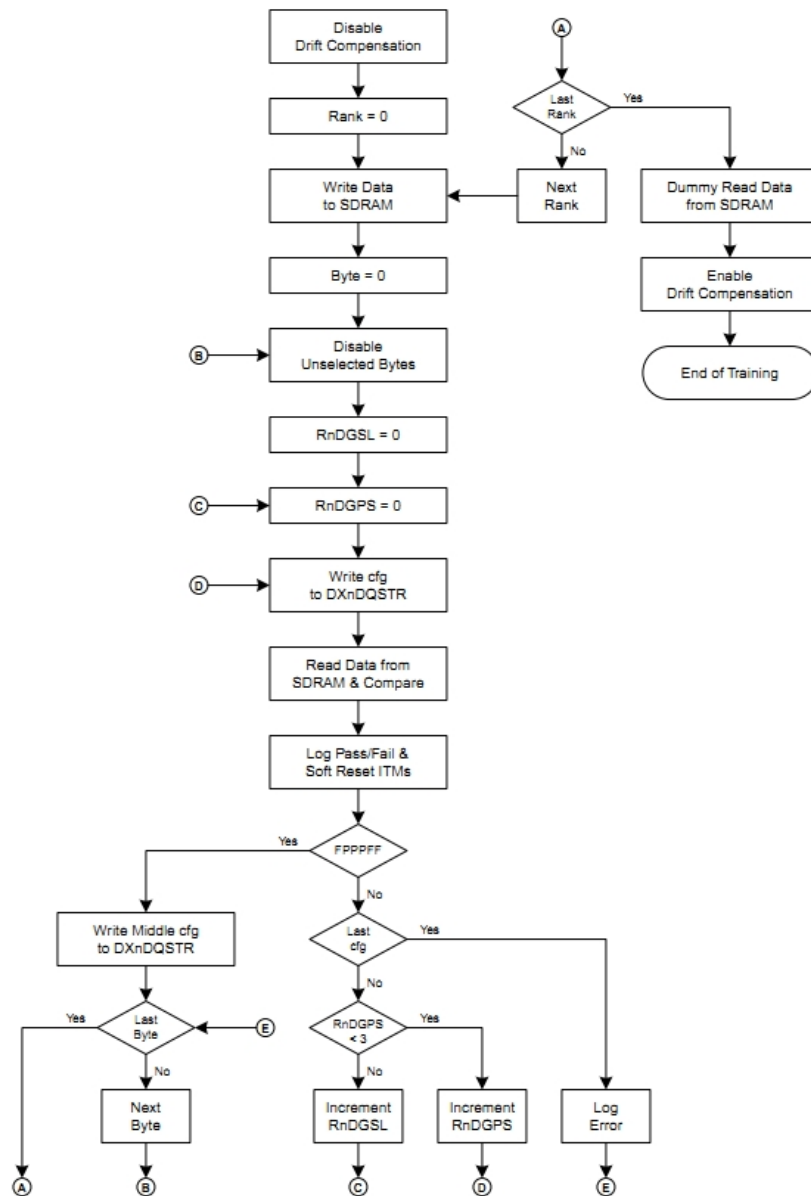 Disable
Drift Compensation
A
Last
Rank
Yes
No
Rank = 0
Write Data
to SDRAM
Next
Rank
Dummy Read Data
from SDRAM
Byte = 0
Enable
Drift Compensation
B
Disable
Unselected Bytes
End of Training
RnDGSL = 0
C
RnDGPS = 0
D
Write cfg
to DXnDQSTR
Read Data from
SDRAM & Compare
Log Pass/Fail &
Soft Reset ITMs
Yes
FPPPFF
No
Write Middle cfg
to DXnDQSTR
Last
cfg
Yes
No
Yes
Last
Byte
E
No
RnDGPS
< 3
Yes
No
Next
Byte
Increment
RnDGSL
Increment
RnDGPS
Log
Error
A
B
C
D
E